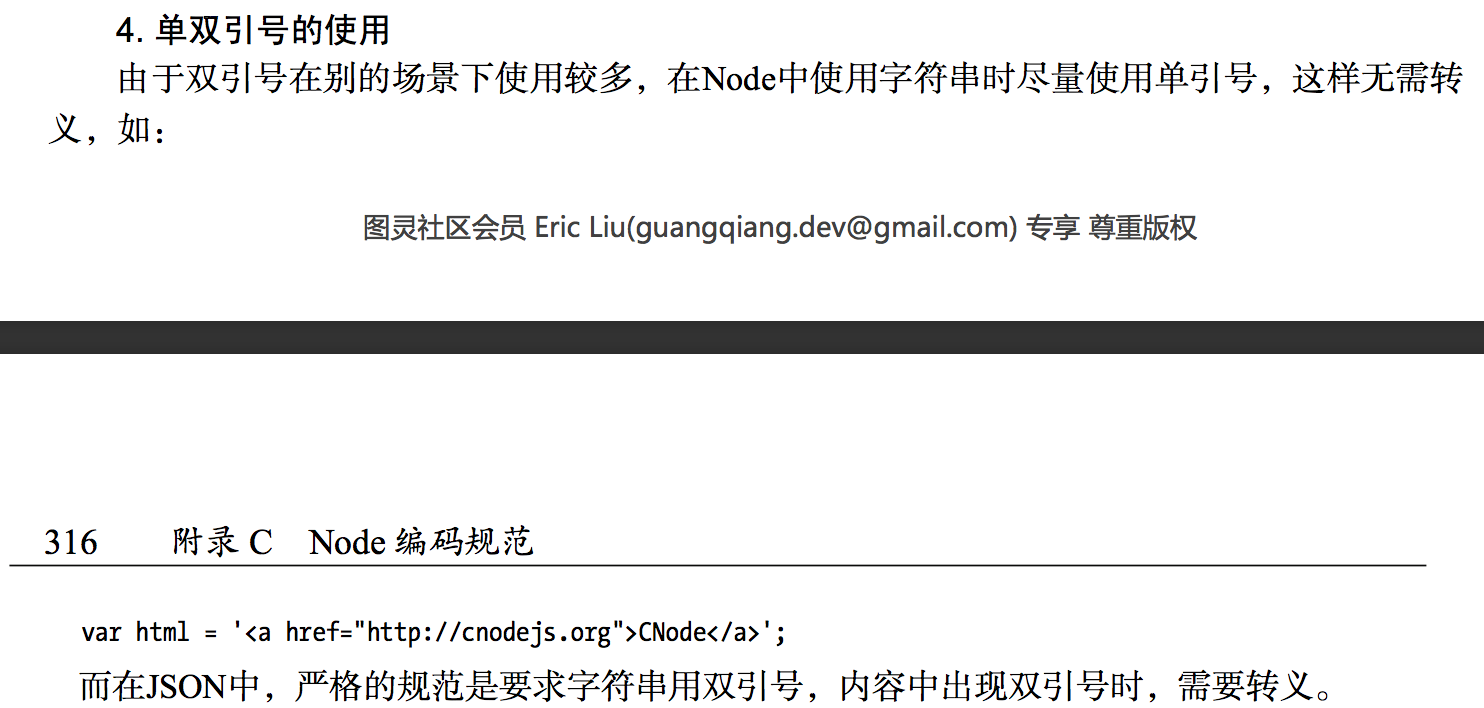 4. 单双引号的使用
由于双引号在别的场景下使用较多，在Node中使用字符串时尽量使用单引号，这样无需转
义，如：
图灵社区会员 Eric Liu(guangqiang.dev@gmail.com) 专享 尊重版权
316 附录 C Node 编码规范
var html = '<a href="http://cnodejs.org">CNode</a>';
而在JSON中，严格的规范是要求字符串用双引号，内容中出现双引号时，需要转义。